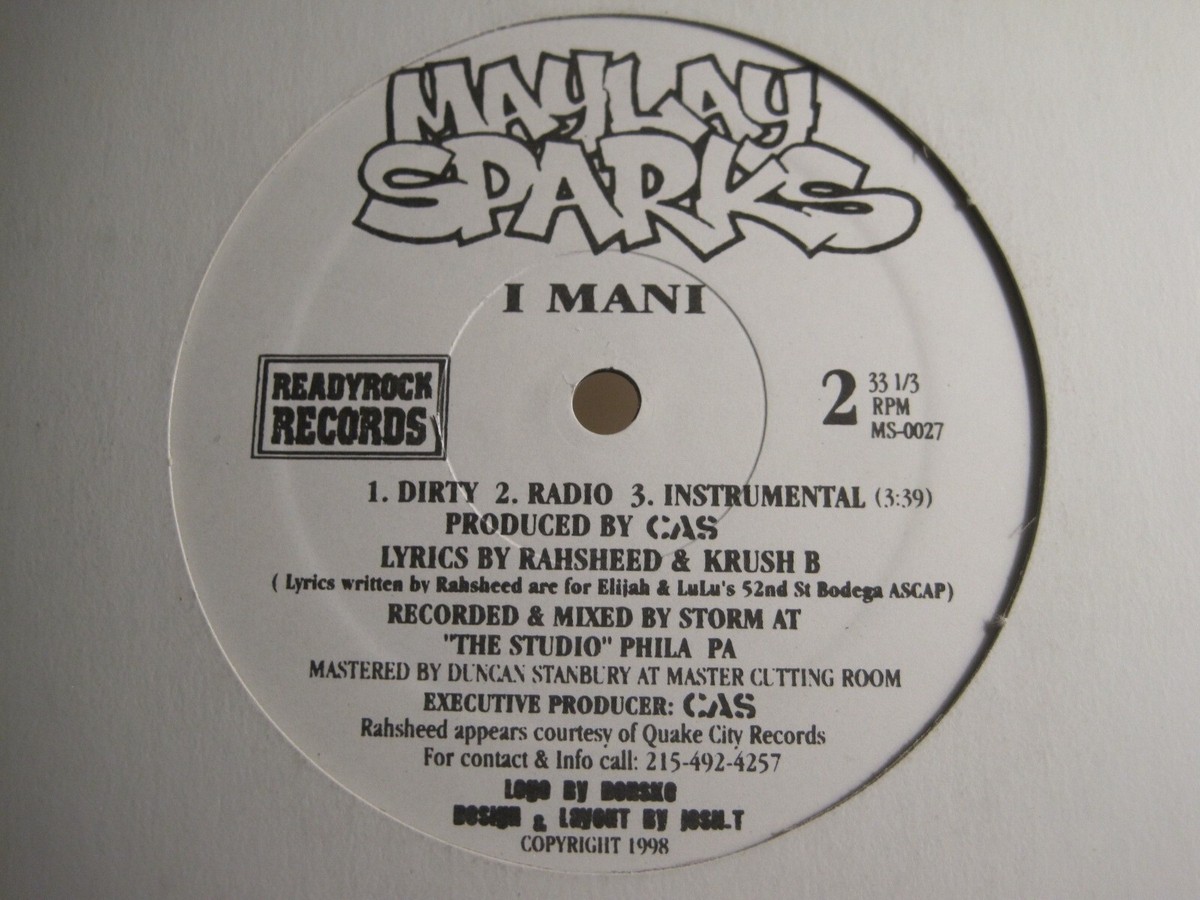 MAYLAY
SPARKS
I MANI
READYROCK
RECORDS
2
33 1/3
RPM
MS-0027
1. DIRTY 2. RADIO 3. INSTRUMENTAL (3:39)
PRODUCED BY CAS
LYRICS BY RAHSHEED & KRUSH B
( Lyrics written by Rahsheed are for Elijah & LuLu's 52nd St Bodega ASCAP)
RECORDED & MIXED BY STORM AT
"THE STUDIO" PHILA PA
MASTERED BY DUNCAN STANBURY AT MASTER CUTTING ROOM
EXECUTIVE PRODUCER: CAS
Rahsheed appears courtesy of Quake City Records
For contact & Info call: 215-492-4257
LOGO BY
DESIGN & LAYOUT BY JOSH.T
COPYRIGHT 1998